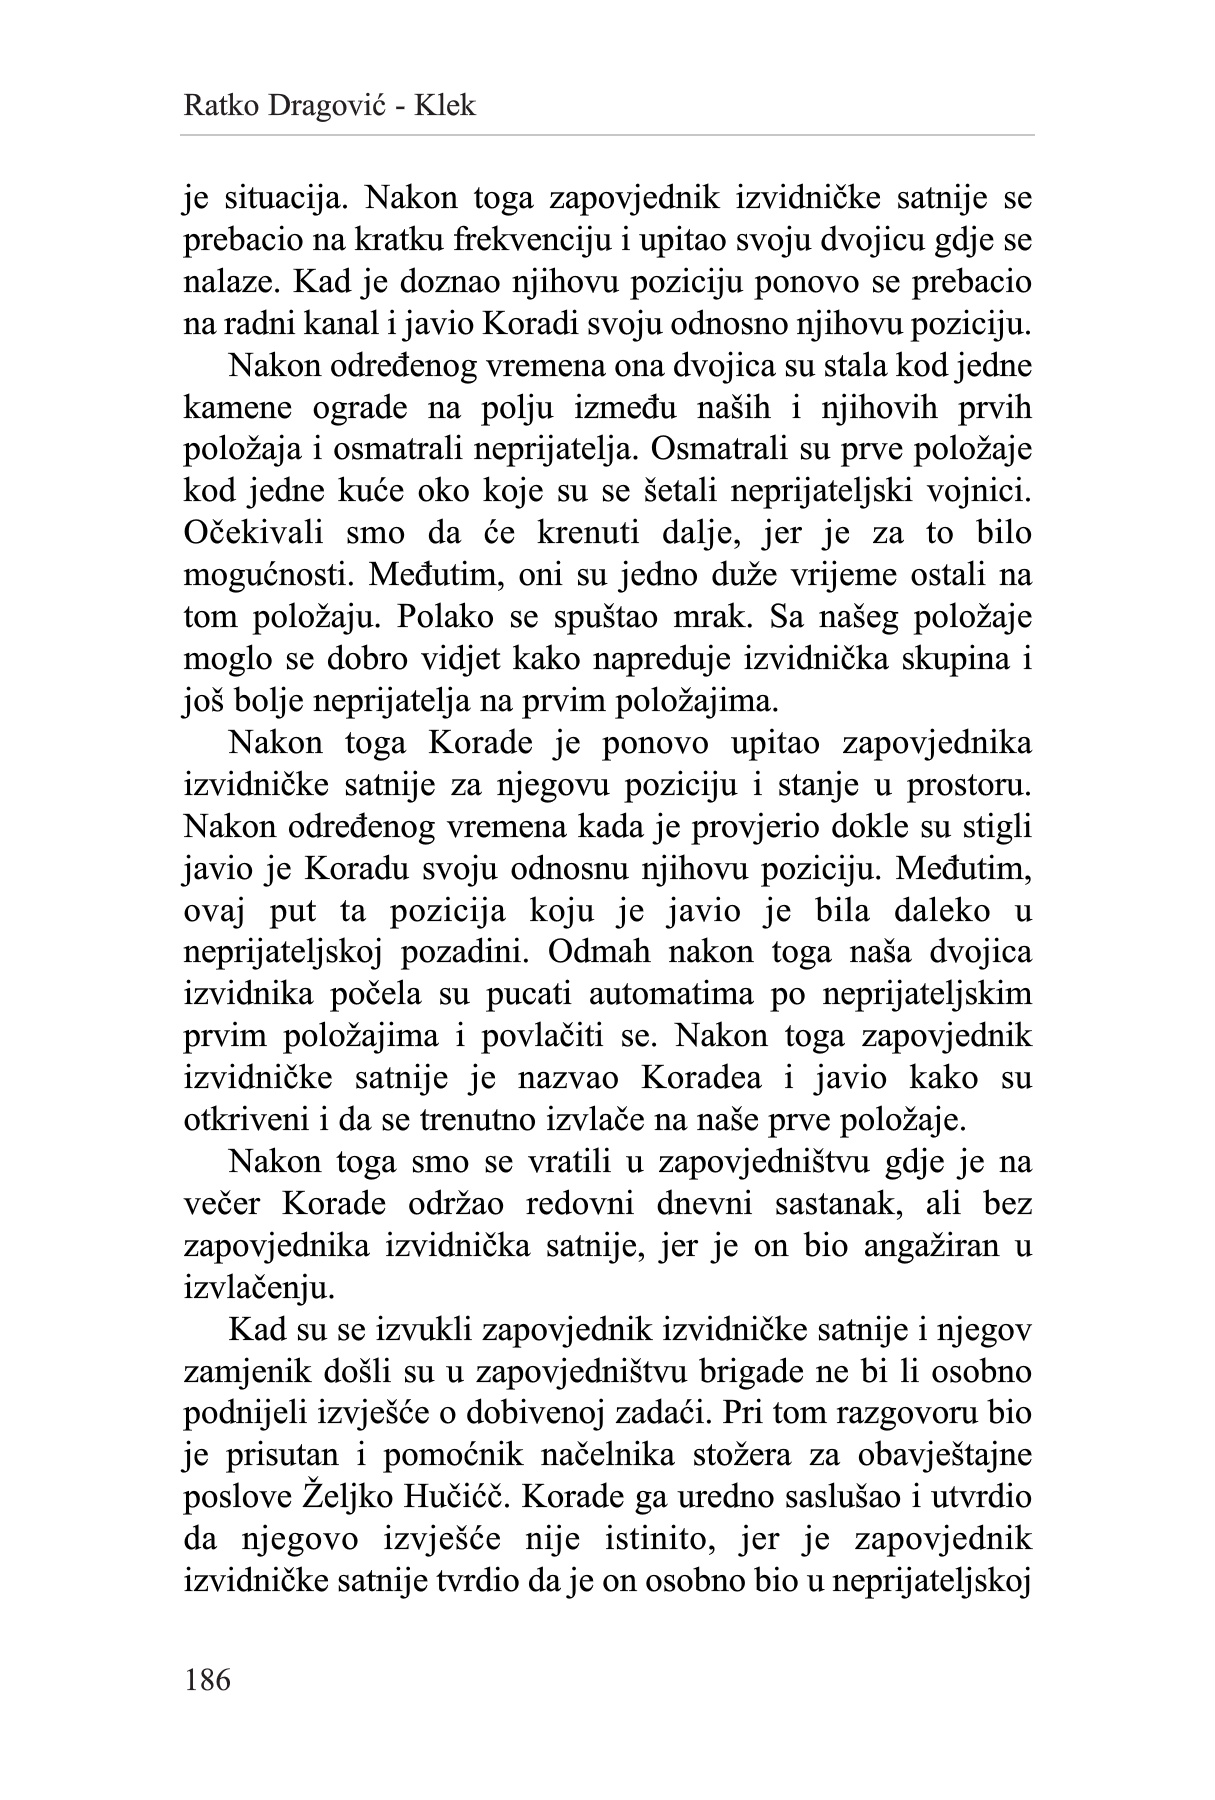 Ratko Dragović - Klek
je situacija. Nakon toga zapovjednik izvidničke satnije se
prebacio na kratku frekvenciju i upitao svoju dvojicu gdje se
nalaze. Kad je doznao njihovu poziciju ponovo se prebacio
na radni kanal i javio Koradi svoju odnosno njihovu poziciju.
Nakon određenog vremena ona dvojica su stala kod jedne
kamene ograde na polju između naših i njihovih prvih
položaja i osmatrali neprijatelja. Osmatrali su prve položaje
kod jedne kuće oko koje su se šetali neprijateljski vojnici.
Očekivali smo da će krenuti dalje, jer je za to bilo
mogućnosti. Međutim, oni su jedno duže vrijeme ostali na
tom položaju. Polako se spuštao mrak. Sa našeg položaje
moglo se dobro vidjet kako napreduje izvidnička skupina i
još bolje neprijatelja na prvim položajima.
Nakon toga Korade je ponovo upitao zapovjednika
izvidničke satnije za njegovu poziciju i stanje u prostoru.
Nakon određenog vremena kada je provjerio dokle su stigli
javio je Koradu svoju odnosnu njihovu poziciju. Međutim,
ovaj put ta pozicija koju je javio je bila daleko u
neprijateljskoj pozadini. Odmah nakon toga naša dvojica
izvidnika počela su pucati automatima po neprijateljskim
prvim položajima i povlačiti se. Nakon toga zapovjednik
izvidničke satnije je nazvao Koradea i javio kako su
otkriveni i da se trenutno izvlače na naše prve položaje.
Nakon toga smo se vratili u zapovjedništvu gdje je na
večer Korade održao redovni dnevni sastanak, ali bez
zapovjednika izvidnička satnije, jer je on bio angažiran u
izvlačenju.
Kad su se izvukli zapovjednik izvidničke satnije i njegov
zamjenik došli su u zapovjedništvu brigade ne bi li osobno
podnijeli izvješće o dobivenoj zadaći. Pri tom razgovoru bio
je prisutan i pomoćnik načelnika stožera za obavještajne
poslove Željko Hučićč. Korade ga uredno saslušao i utvrdio
da njegovo izvješće nije istinito, jer je zapovjednik
izvidničke satnije tvrdio da je on osobno bio u neprijateljskoj
186